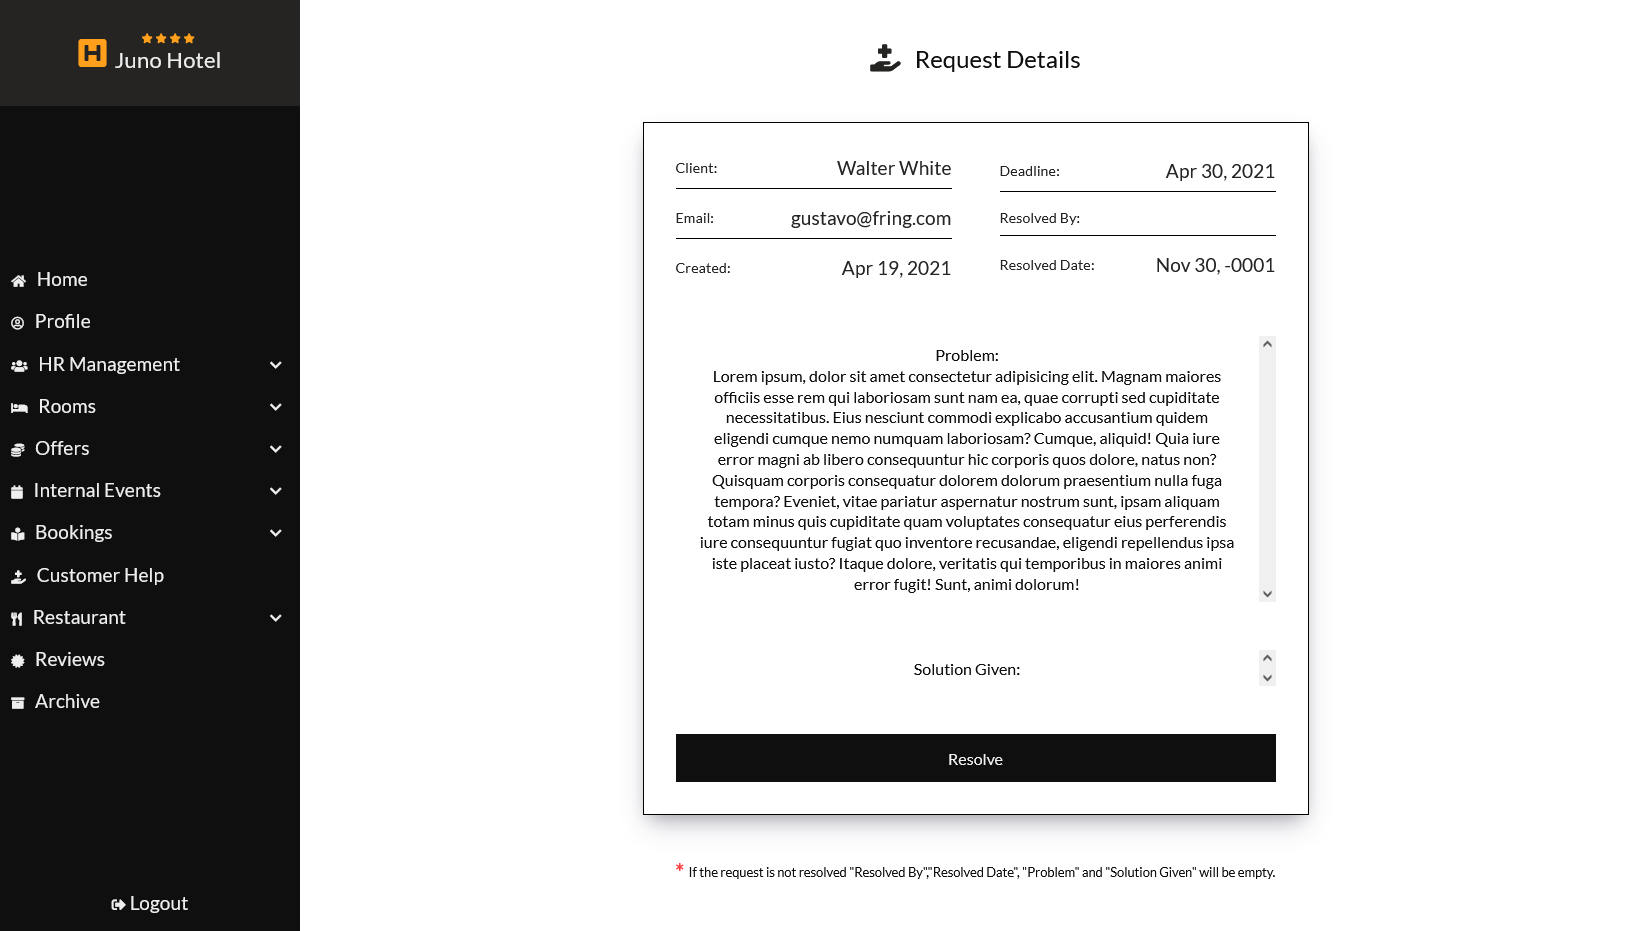 Juno Hotel
Home
Profile
HR Management
Rooms
Offers
Internal Events
Bookings
Customer Help
Restaurant
Reviews
Archive
Logout
Request Details
Client: Walter White
Email: gustavo@fring.com
Created: Apr 19, 2021
Deadline: Apr 30, 2021
Resolved By:
Resolved Date: Nov 30, -0001
Problem:
Lorem ipsum, dolor sit amet consectetur adipisicing elit. Magnam maiores
officiis esse rem qui laboriosam sunt nam ea, quae corrupti sed cupiditate
necessitatibus. Eius nesciunt commodi explicabo accusantium quidem
eligendi cumque nemo numquam laboriosam? Cumque, aliquid! Quia iure
error magni ab libero consequuntur hic corporis quos dolore, natus non?
Quisquam corporis consequatur dolorem dolorum praesentium nulla fuga
tempora? Eveniet, vitae pariatur aspernatur nostrum sunt, ipsam aliquam
totam minus quis cupiditate quam voluptates consequatur eius perferendis
iure consequuntur fugiat quo inventore recusandae, eligendi repellendus ipsa
iste placeat iusto? Itaque dolore, veritatis qui temporibus in maiores animi
error fugit! Sunt, animi dolorum!
Solution Given:
Resolve
* If the request is not resolved "Resolved By","Resolved Date", "Problem" and "Solution Given" will be empty.